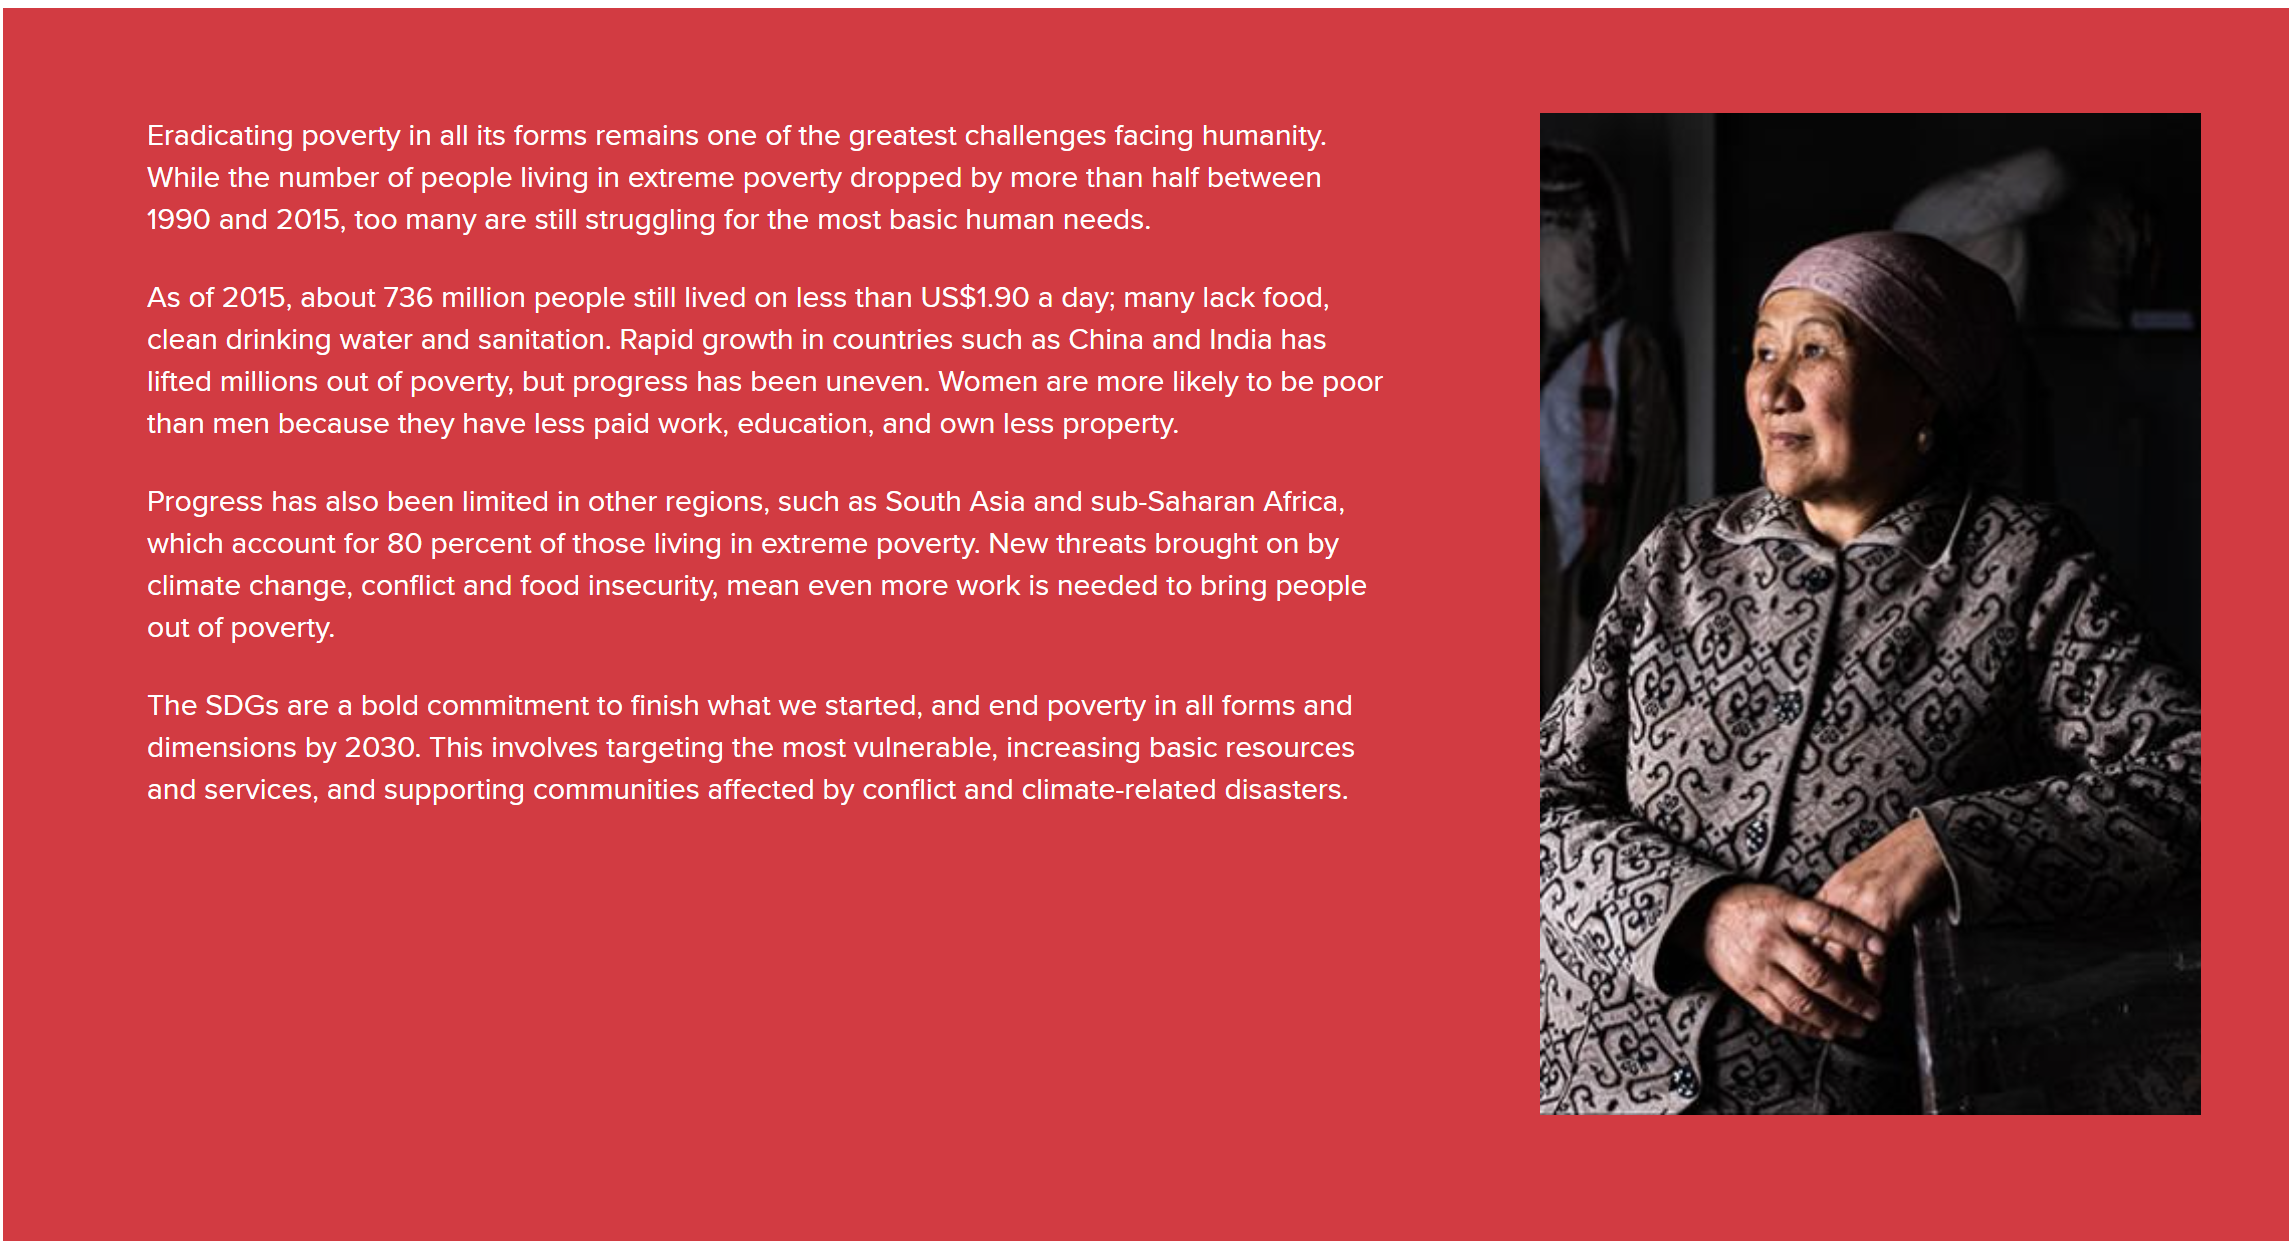 Eradicating poverty in all its forms remains one of the greatest challenges facing humanity.
While the number of people living in extreme poverty dropped by more than half between
1990 and 2015, too many are still struggling for the most basic human needs.
As of 2015, about 736 million people still lived on less than US$1.90 a day; many lack food,
clean drinking water and sanitation. Rapid growth in countries such as China and India has
lifted millions out of poverty, but progress has been uneven. Women are more likely to be poor
than men because they have less paid work, education, and own less property.
Progress has also been limited in other regions, such as South Asia and sub-Saharan Africa,
which account for 80 percent of those living in extreme poverty. New threats brought on by
climate change, conflict and food insecurity, mean even more work is needed to bring people
out of poverty.
The SDGs are a bold commitment to finish what we started, and end poverty in all forms and
dimensions by 2030. This involves targeting the most vulnerable, increasing basic resources
and services, and supporting communities affected by conflict and climate-related disasters.